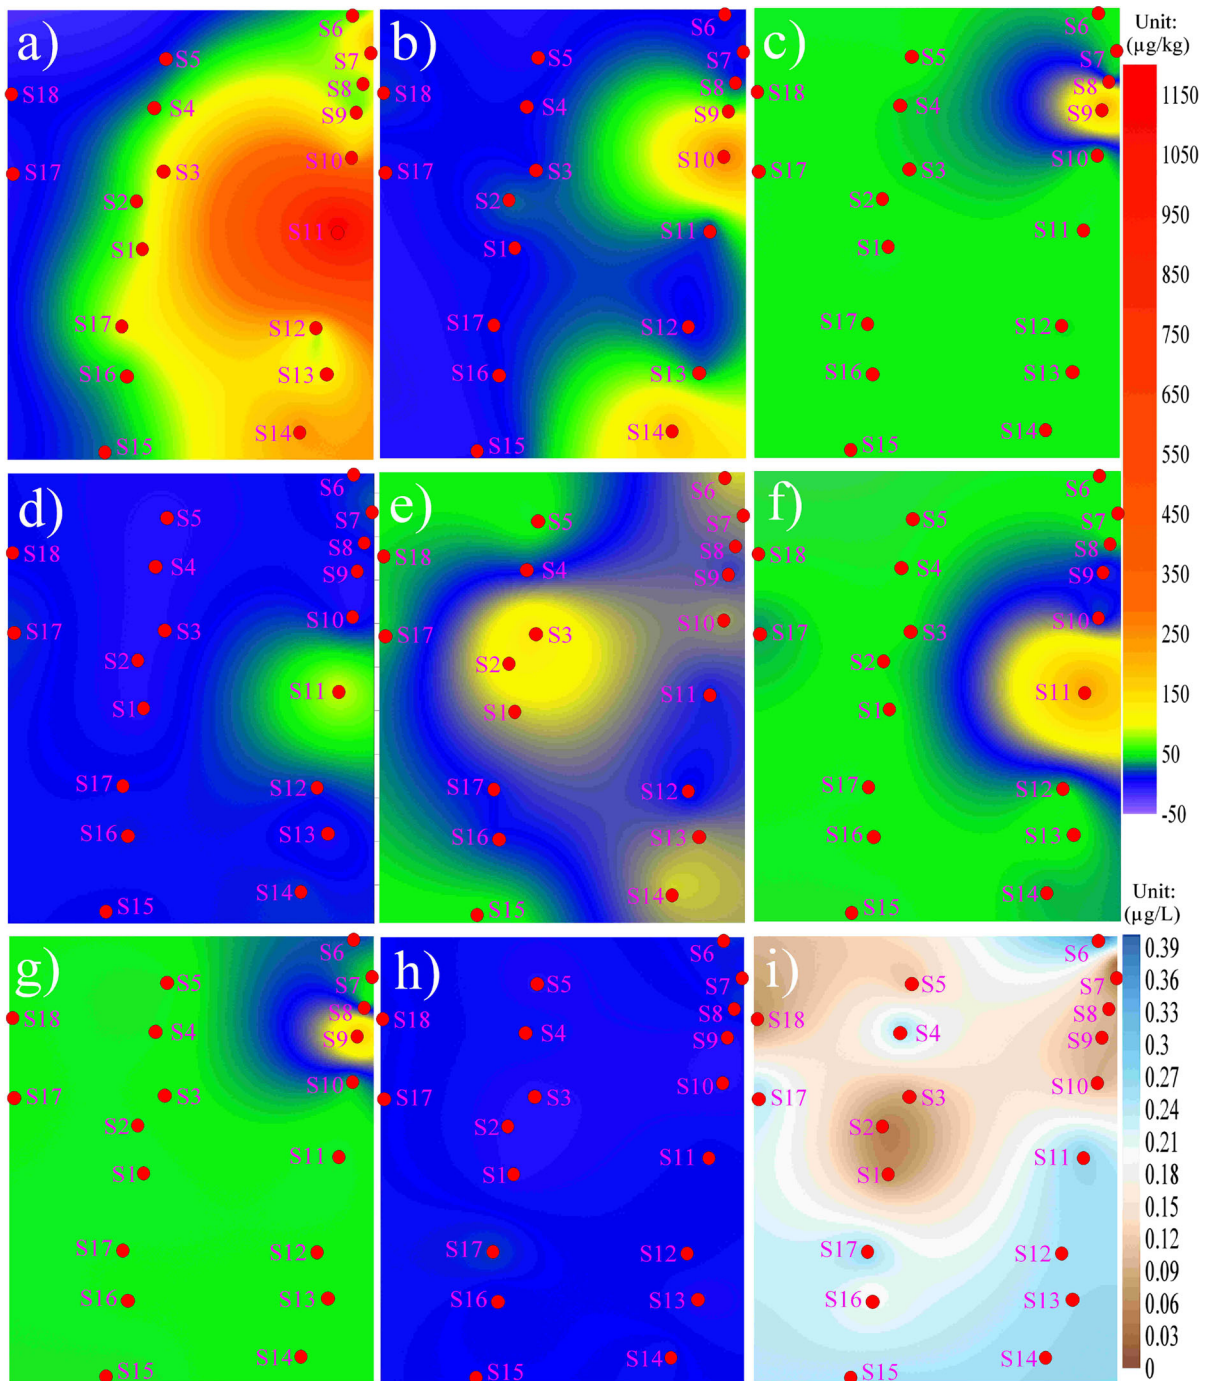 a)
S6
S5
S7
S8
S18
S4
S9
S10
S17
S3
S2
S11
S1
S17
S12
S16
S13
S14
S15
b)
S6
S5
S7
S8
S18
S4
S9
S10
S17
S3
S2
S11
S1
S17
S12
S16
S13
S14
S15
c)
S6
S5
S7
S8
S18
S4
S9
S10
S17
S3
S2
S11
S1
S17
S12
S16
S13
S14
S15
Unit:
(µg/kg)
1150
1050
950
850
750
650
550
450
350
250
150
50
-50
d)
S6
S5
S7
S8
S18
S4
S9
S10
S17
S3
S2
S11
S1
S17
S12
S16
S13
S14
S15
e)
S6
S5
S7
S8
S18
S4
S9
S10
S17
S3
S2
S11
S1
S17
S12
S16
S13
S14
S15
f)
S6
S5
S7
S8
S18
S4
S9
S10
S17
S3
S2
S11
S1
S17
S12
S16
S13
S14
S15
g)
S6
S5
S7
S8
S18
S4
S9
S10
S17
S3
S2
S11
S1
S17
S12
S16
S13
S14
S15
h)
S6
S5
S7
S8
S18
S4
S9
S10
S17
S3
S2
S11
S1
S17
S12
S16
S13
S14
S15
i)
S6
S5
S7
S8
S18
S4
S9
S10
S17
S3
S2
S11
S1
S17
S12
S16
S13
S14
S15
Unit:
(µg/L)
0.39
0.36
0.33
0.3
0.27
0.24
0.21
0.18
0.15
0.12
0.09
0.06
0.03
0